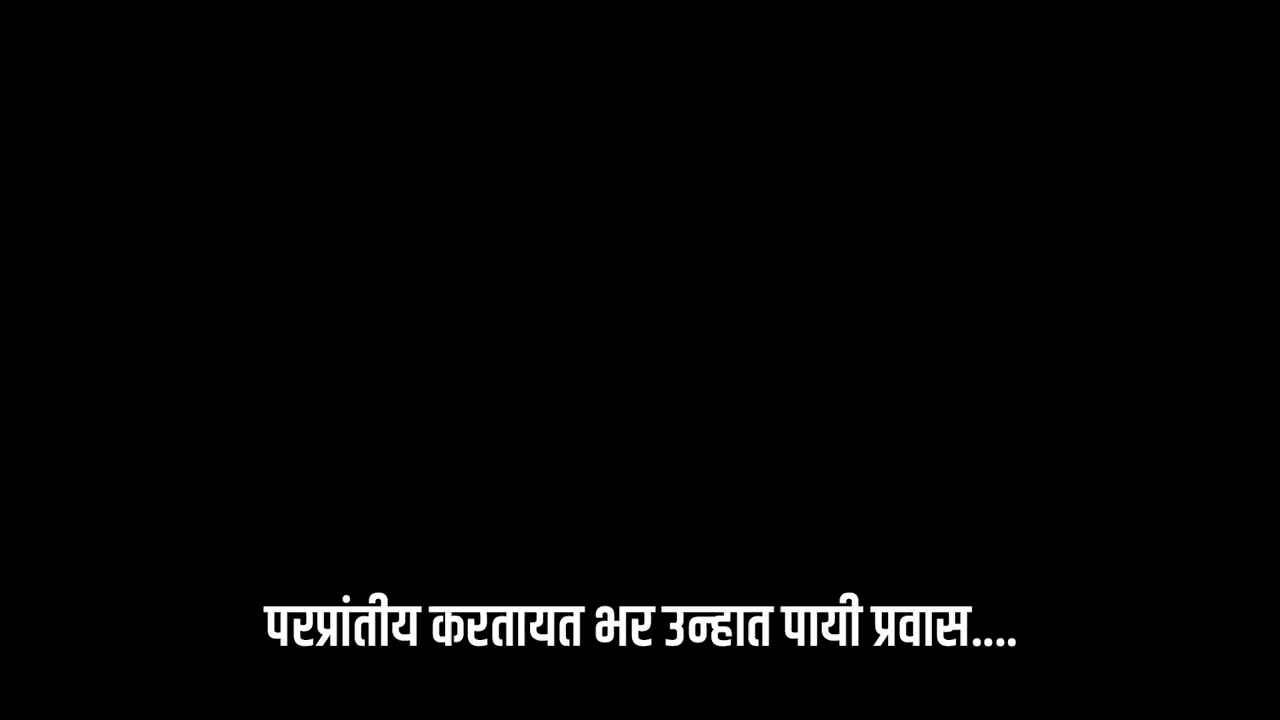 परप्रांतीय करतायत भर उन्हात पायी प्रवास....